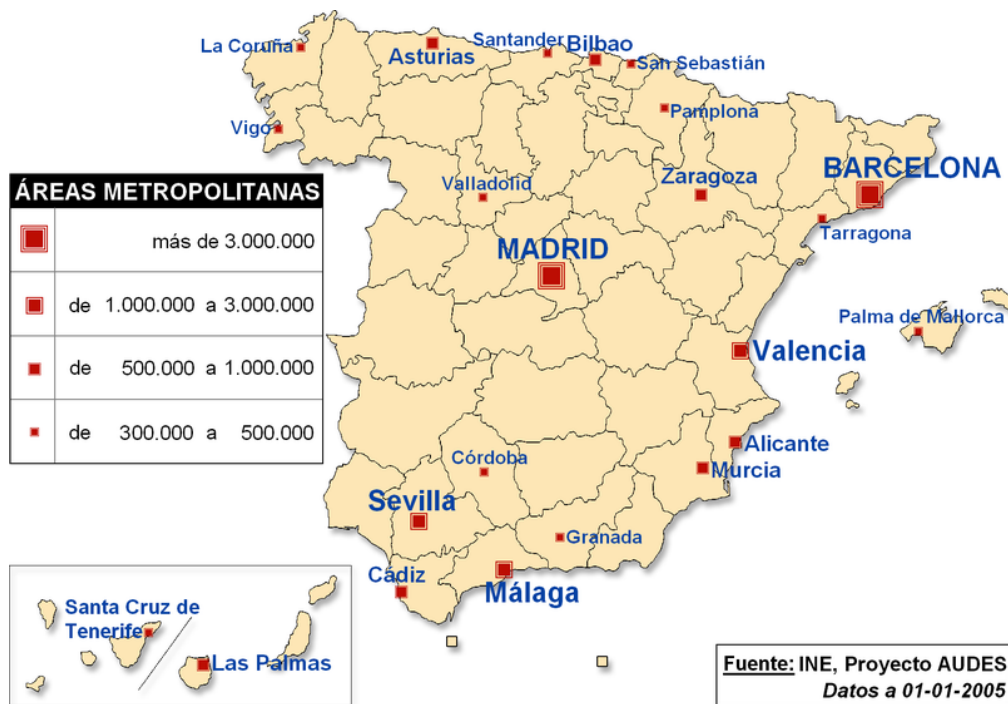 La Coruña
Asturias
Santander
Bilbao
San Sebastián
Vigo
Pamplona
Valladolid
Zaragoza
BARCELONA
Tarragona
MADRID
Palma de Mallorca
Valencia
Alicante
Murcia
Córdoba
Sevilla
Granada
Cádiz
Málaga
ÁREAS METROPOLITANAS
más de 3.000.000
de 1.000.000 a 3.000.000
de 500.000 a 1.000.000
de 300.000 a 500.000
Santa Cruz de
Tenerife
Las Palmas
Fuente: INE, Proyecto AUDES
Datos a 01-01-2005